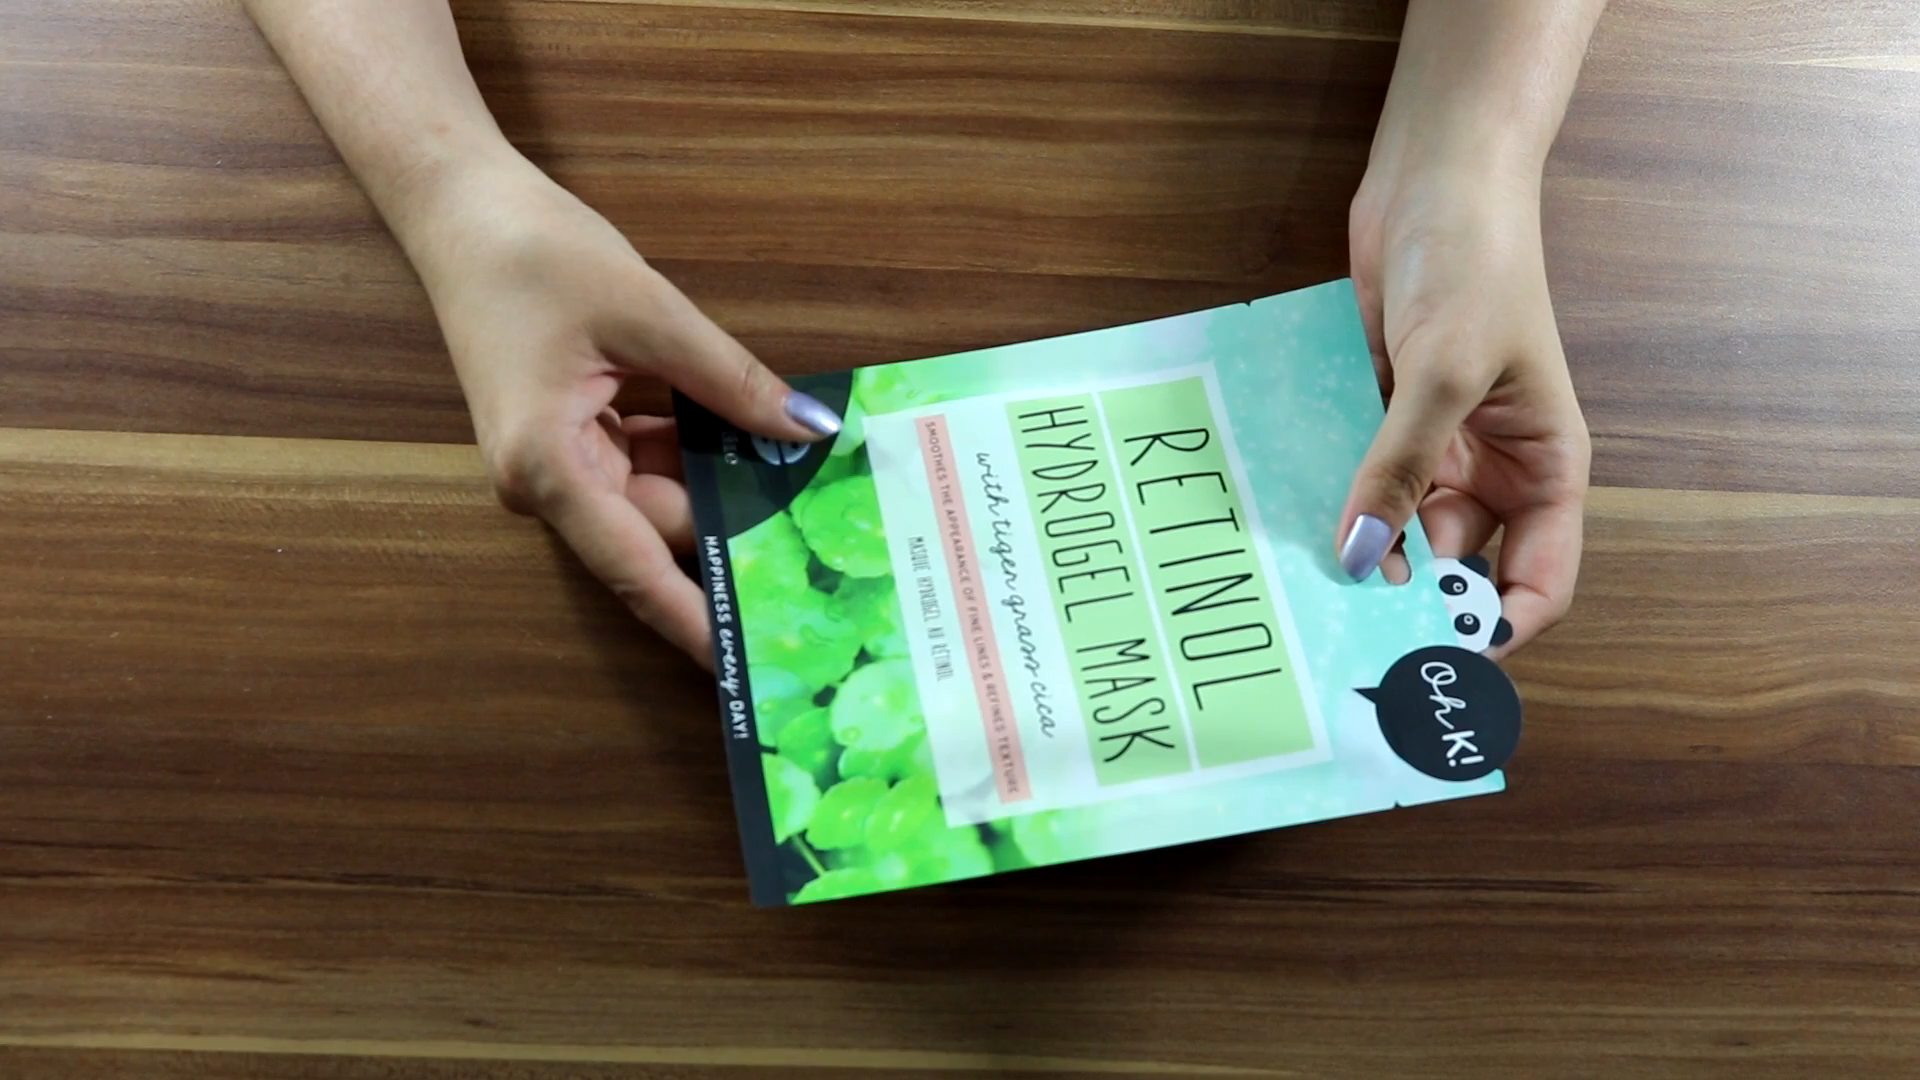 Oh K!
RETINOL
HYDROGEL MASK
with tiger grass cica
SMOOTHES THE APPEARANCE OF FINE LINES & REFINES TEXTURE
MASQUE HYDROGEL AU RÉTINOL
HAPPINESS every DAY!